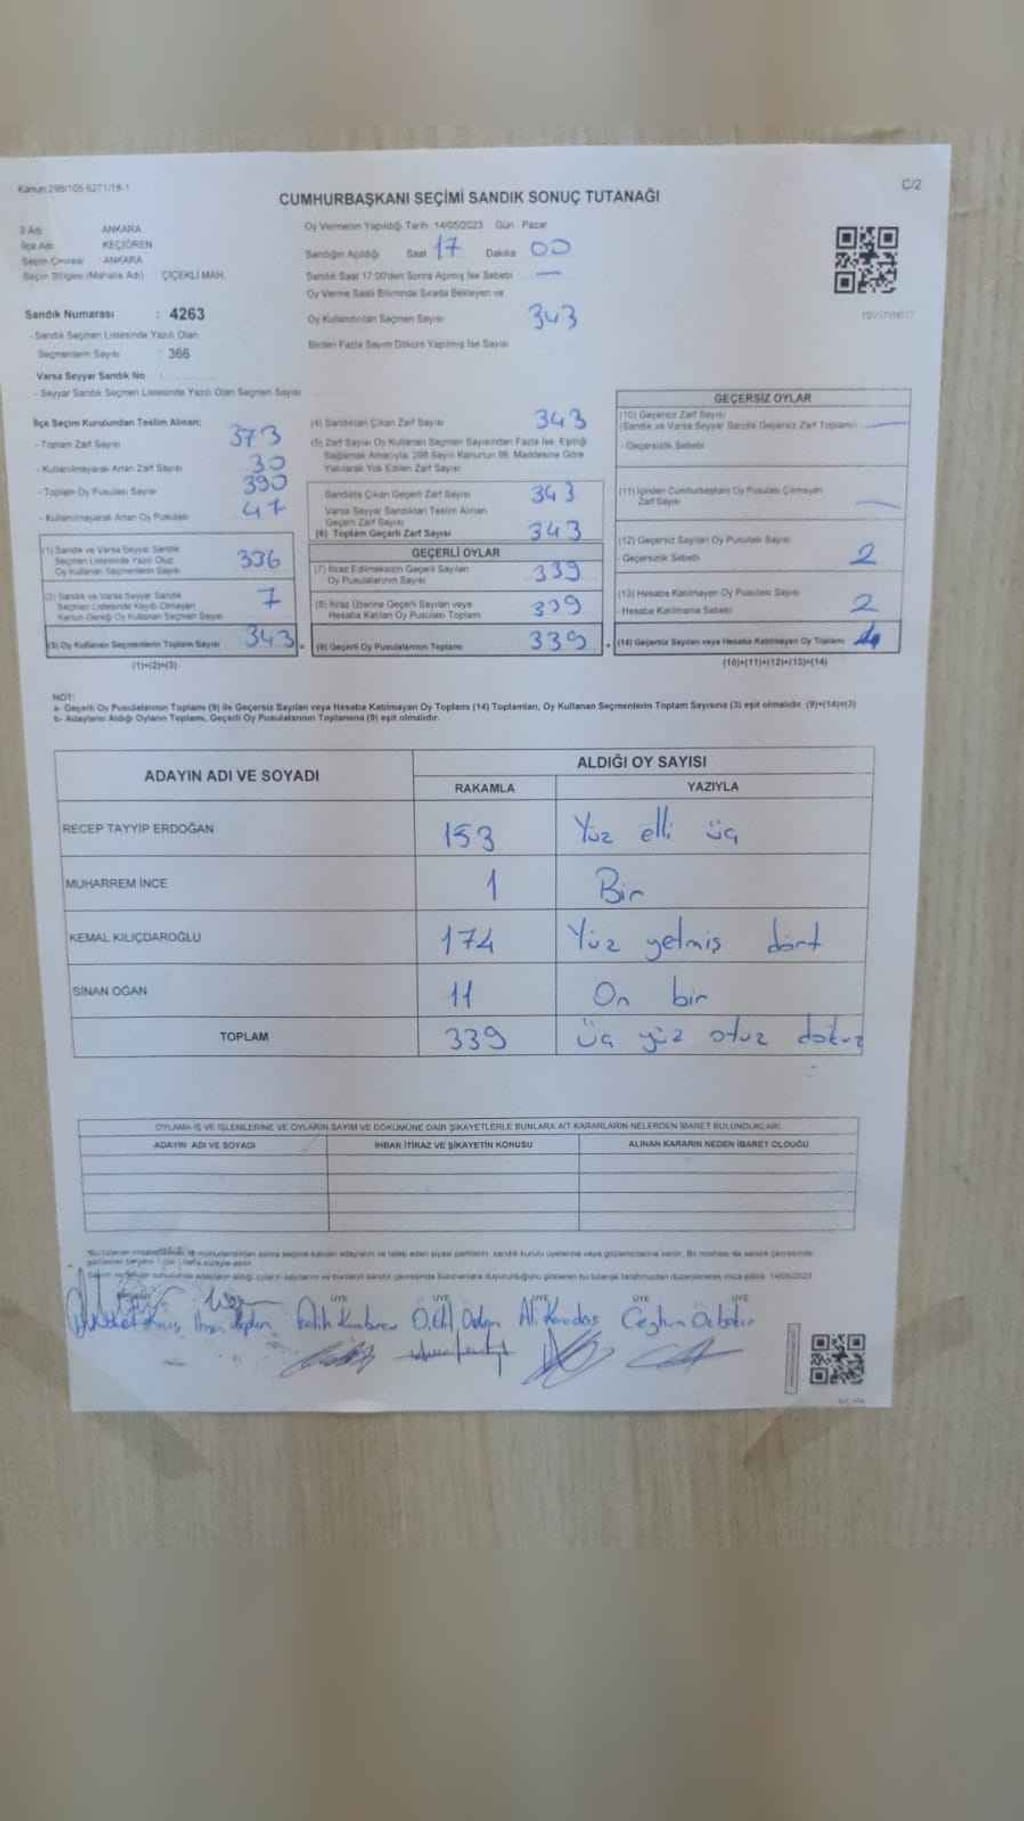 Kanun 298/105-6271/18-1
C/2
CUMHURBAŞKANI SEÇİMİ SANDIK SONUÇ TUTANAĞI
İl Adı ANKARA
İlçe Adı KEÇİÖREN
Seçim Çevresi ANKARA
Seçim Bölgesi (Mahalle Adı) ÇİÇEKLİ MAH.
Sandık Numarası : 4263
- Sandık Seçmen Listesinde Yazılı Olan
Seçmenlerin Sayısı : 366
Varsa Seyyar Sandık No :
- Seyyar Sandık Seçmen Listesinde Yazılı Olan Seçmen Sayısı
Oy Vermenin Yapıldığı Tarih 14/05/2023 Gün Pazar
Sandığın Açıldığı Saat 17 Dakika 00
Sandık Saat 17:00'den Sonra Açılmış İse Sebebi —
Oy Verme Saati Bitiminde Sırada Bekleyen ve
Oy Kullandırılan Seçmen Sayısı 343
Birden Fazla Sayım Döküm Yapılmış İse Sayısı
İlçe Seçim Kurulundan Teslim Alınan;
- Toplam Zarf Sayısı 373
- Kullanılmayarak Artan Zarf Sayısı 30
- Toplam Oy Pusulası Sayısı 390
- Kullanılmayarak Artan Oy Pusulası 47
(1) Sandık ve Varsa Seyyar Sandık
Seçmen Listesinde Yazılı Olup
Oy Kullanan Seçmenlerin Sayısı 336
(2) Sandık ve Varsa Seyyar Sandık
Seçmen Listesinde Kayıtlı Olmayan
Kanun Gereği Oy Kullanan Seçmen Sayısı 7
(3) Oy Kullanan Seçmenlerin Toplam Sayısı 343
(1)+(2)=(3)
(4) Sandıktan Çıkan Zarf Sayısı 343
(5) Zarf Sayısı Oy Kullanan Seçmen Sayısından Fazla İse, Eşitliği
Sağlamak Amacıyla, 298 Sayılı Kanunun 98. Maddesine Göre
Yakılarak Yok Edilen Zarf Sayısı
Sandıkta Çıkan Geçerli Zarf Sayısı 343
Varsa Seyyar Sandıktan Teslim Alınan
Geçerli Zarf Sayısı
(6) Toplam Geçerli Zarf Sayısı 343
GEÇERLİ OYLAR
(7) İtiraz Edilmeksizin Geçerli Sayılan
Oy Pusulalarının Sayısı 339
(8) İtiraz Üzerine Geçerli Sayılan veya
Hesaba Katılan Oy Pusulası Toplamı 339
(9) Geçerli Oy Pusulalarının Toplamı 339
GEÇERSİZ OYLAR
(10) Geçersiz Zarf Sayısı
(Sandık ve Varsa Seyyar Sandık Geçersiz Zarf Toplamı) —
- Geçersizlik Sebebi
(11) İçinden Cumhurbaşkanı Oy Pusulası Çıkmayan
Zarf Sayısı —
(12) Geçersiz Sayılan Oy Pusulası Sayısı 2
- Geçersizlik Sebebi
(13) Hesaba Katılmayan Oy Pusulası Sayısı 2
- Hesaba Katılmama Sebebi
(14) Geçersiz Sayılan veya Hesaba Katılmayan Oy Toplamı 4
(10)+(11)+(12)+(13)=(14)
NOT:
a- Geçerli Oy Pusulalarının Toplamı (9) ile Geçersiz Sayılan veya Hesaba Katılmayan Oy Toplamı (14) Toplamları, Oy Kullanan Seçmenlerin Toplam Sayısına (3) eşit olmalıdır. (9)+(14)=(3)
b- Adayların Aldığı Oyların Toplamı, Geçerli Oy Pusulalarının Toplamına (9) eşit olmalıdır.
ADAYIN ADI VE SOYADI
ALDIĞI OY SAYISI
RAKAMLA YAZIYLA
RECEP TAYYİP ERDOĞAN 153 Yüz elli üç
MUHARREM İNCE 1 Bir
KEMAL KILIÇDAROĞLU 174 Yüz yetmiş dört
SİNAN OĞAN 11 On bir
TOPLAM 339 üç yüz otuz dokuz
OYLAMA İŞ VE İŞLEMLERİNE VE OYLARIN SAYIM VE DÖKÜMÜNE DAİR ŞİKAYETLERLE BUNLARA AİT KARARLARIN NELERDEN İBARET BULUNDUKLARI
ADAYIN ADI VE SOYADI İHBAR İTİRAZ VE ŞİKAYETİN KONUSU ALINAN KARARIN NEDEN İBARET OLDUĞU
ÜYE ÜYE ÜYE ÜYE ÜYE
Ali Karadaş